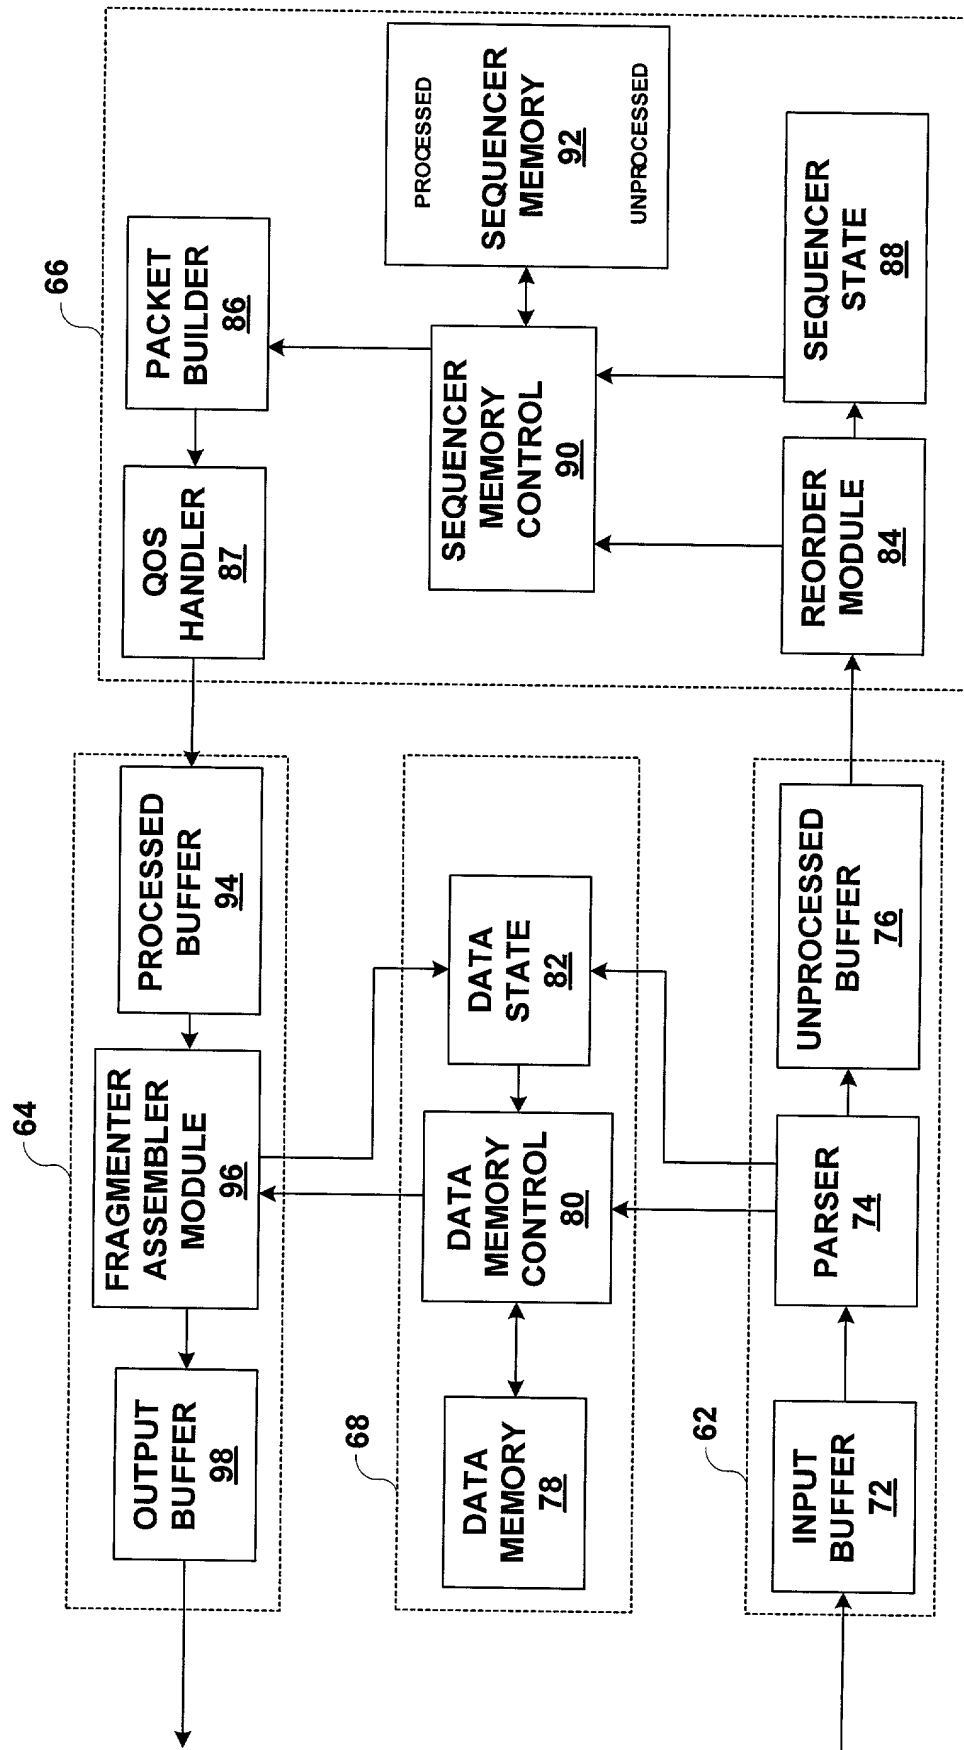 64
OUTPUT
BUFFER
98
FRAGMENTER
ASSEMBLER
MODULE
96
PROCESSED
BUFFER
94
66
QOS
HANDLER
87
PACKET
BUILDER
86
68
DATA
MEMORY
78
DATA
MEMORY
CONTROL
80
DATA
STATE
82
SEQUENCER
MEMORY
CONTROL
90
PROCESSED
SEQUENCER
MEMORY
92
UNPROCESSED
62
INPUT
BUFFER
72
PARSER
74
UNPROCESSED
BUFFER
76
REORDER
MODULE
84
SEQUENCER
STATE
88